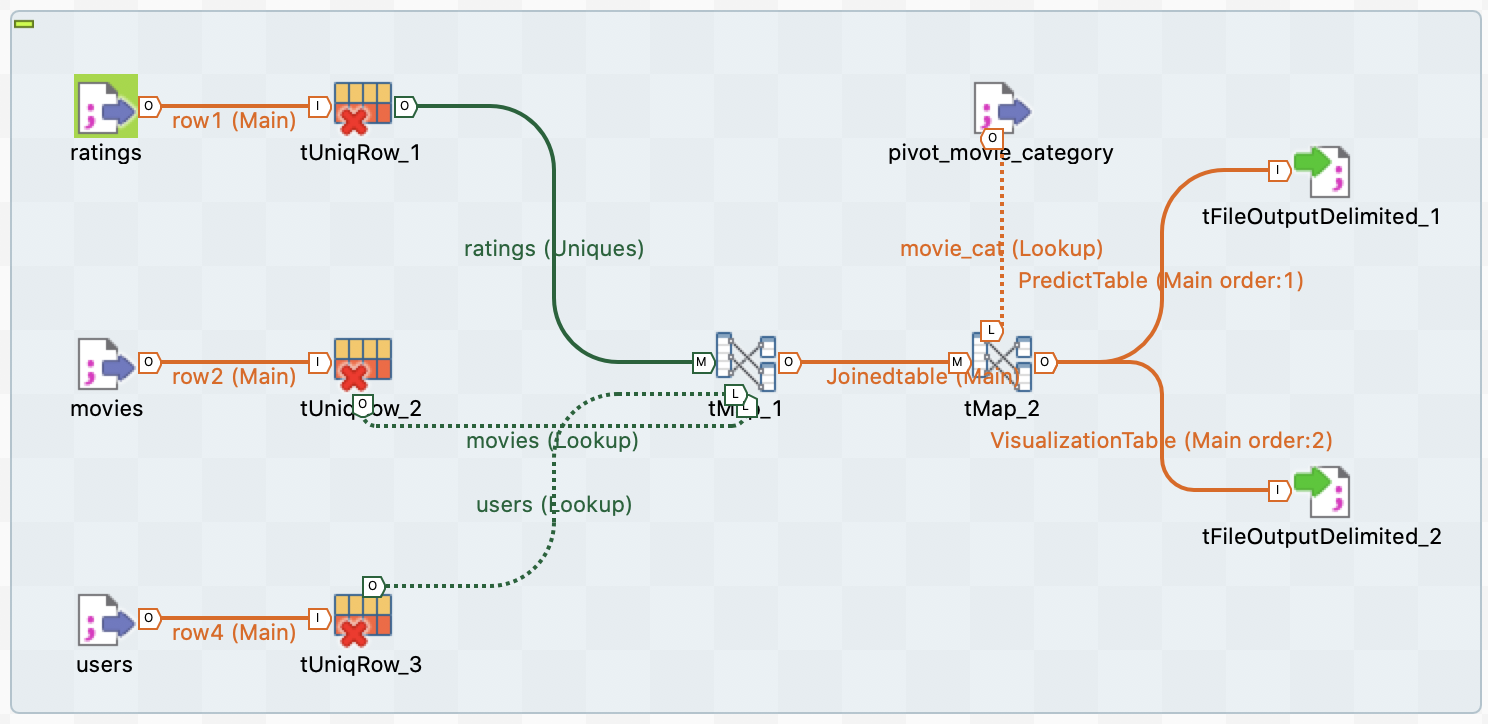 O
row1 (Main)
I
O
ratings
tUniqRow_1
O
pivot_movie_category
I
tFileOutputDelimited_1
ratings (Uniques)
movie_cat (Lookup)
PredictTable (Main order:1)
L
O
row2 (Main)
I
M
O
Joinedtable (Main)
M
O
movies
O
tUniqRow_2
L
L
tMap_1
tMap_2
movies (Lookup)
VisualizationTable (Main order:2)
I
users (Lookup)
tFileOutputDelimited_2
O
O
row4 (Main)
I
users
tUniqRow_3